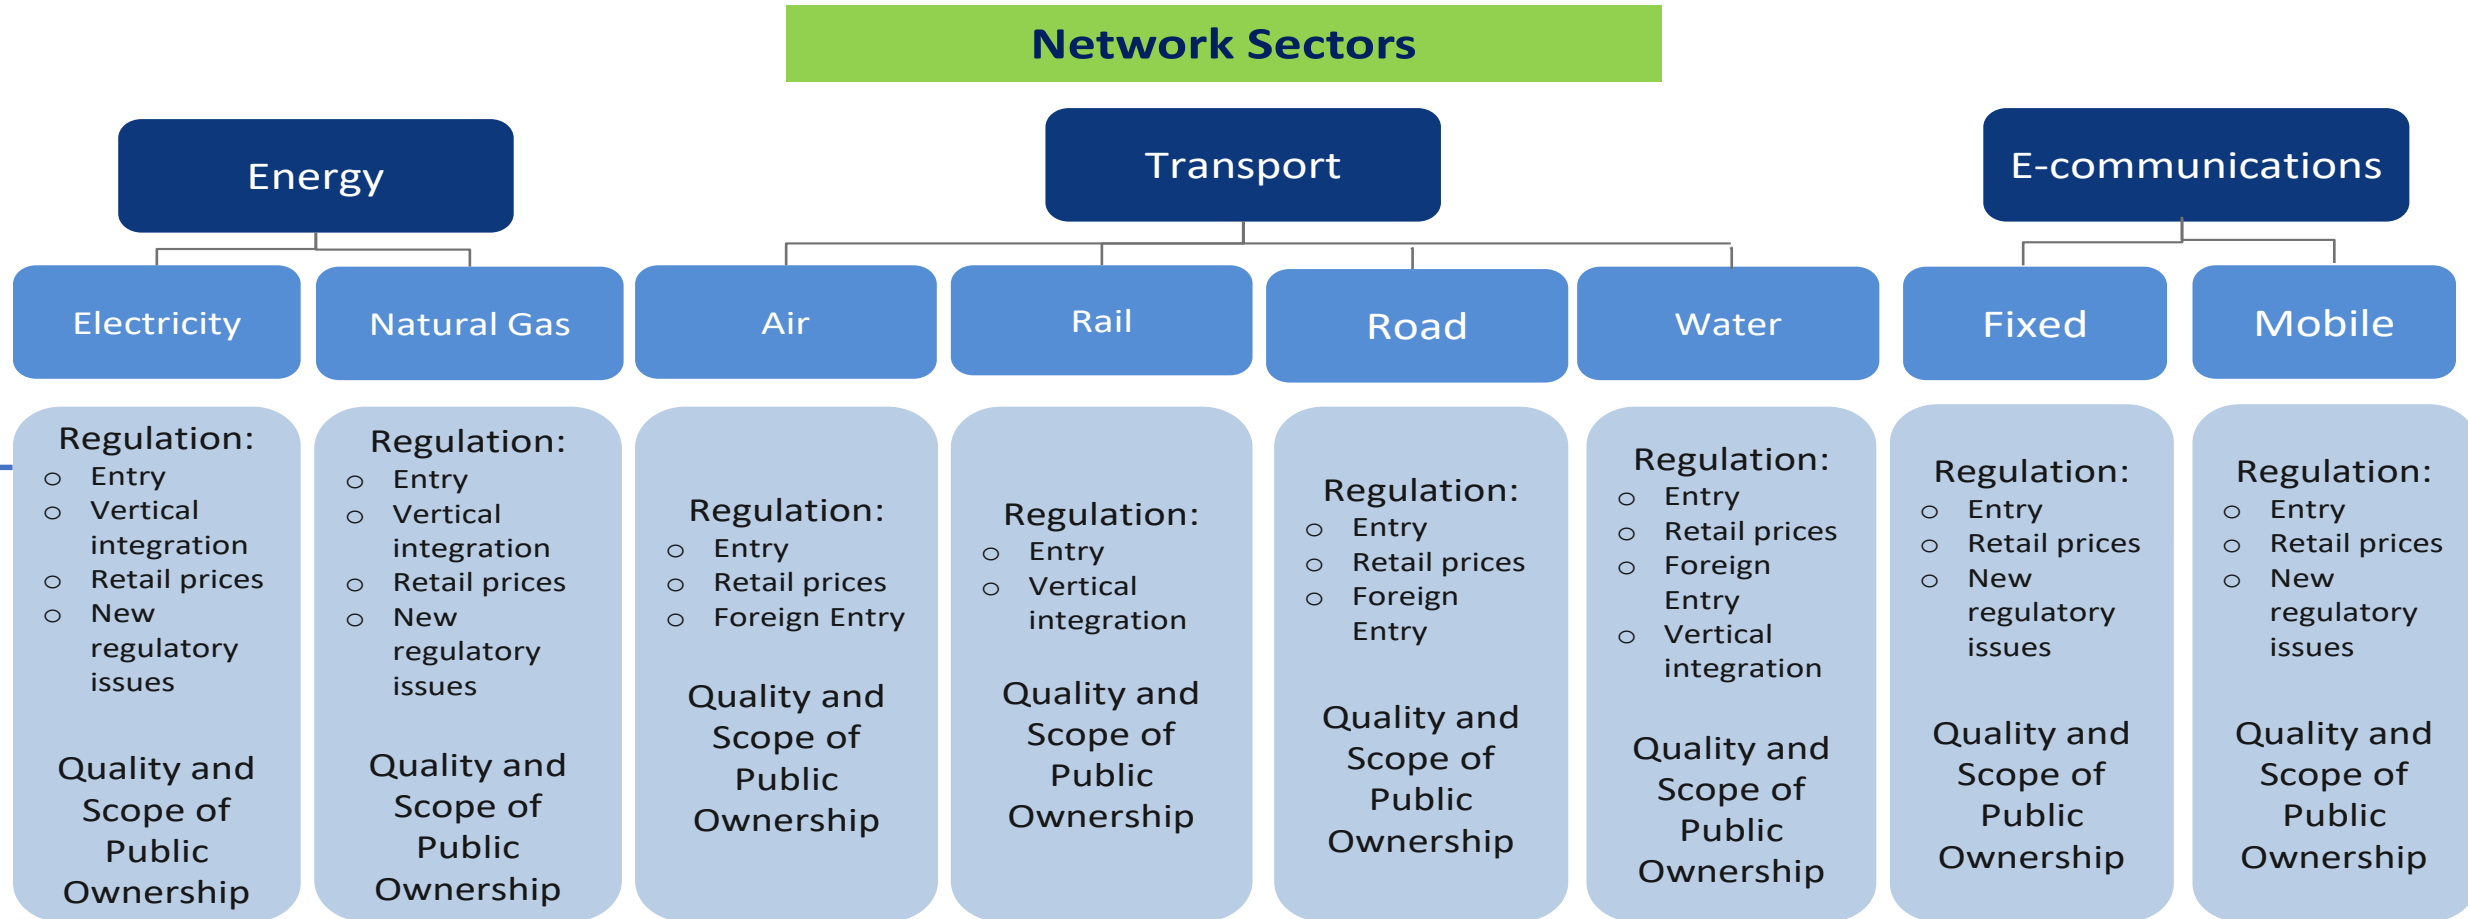 Network Sectors
Energy
Transport
E-communications
Electricity
Natural Gas
Air
Rail
Road
Water
Fixed
Mobile
Regulation:
o Entry
o Vertical
integration
o Retail prices
o New
regulatory
issues
Quality and
Scope of
Public
Ownership
Regulation:
o Entry
o Vertical
integration
o Retail prices
o New
regulatory
issues
Quality and
Scope of
Public
Ownership
Regulation:
o Entry
o Retail prices
o Foreign Entry
Quality and
Scope of
Public
Ownership
Regulation:
o Entry
o Vertical
integration
Quality and
Scope of
Public
Ownership
Regulation:
o Entry
o Retail prices
o Foreign
Entry
Quality and
Scope of
Public
Ownership
Regulation:
o Entry
o Retail prices
o Foreign
Entry
o Vertical
integration
Quality and
Scope of
Public
Ownership
Regulation:
o Entry
o Retail prices
o New
regulatory
issues
Quality and
Scope of
Public
Ownership
Regulation:
o Entry
o Retail prices
o New
regulatory
issues
Quality and
Scope of
Public
Ownership